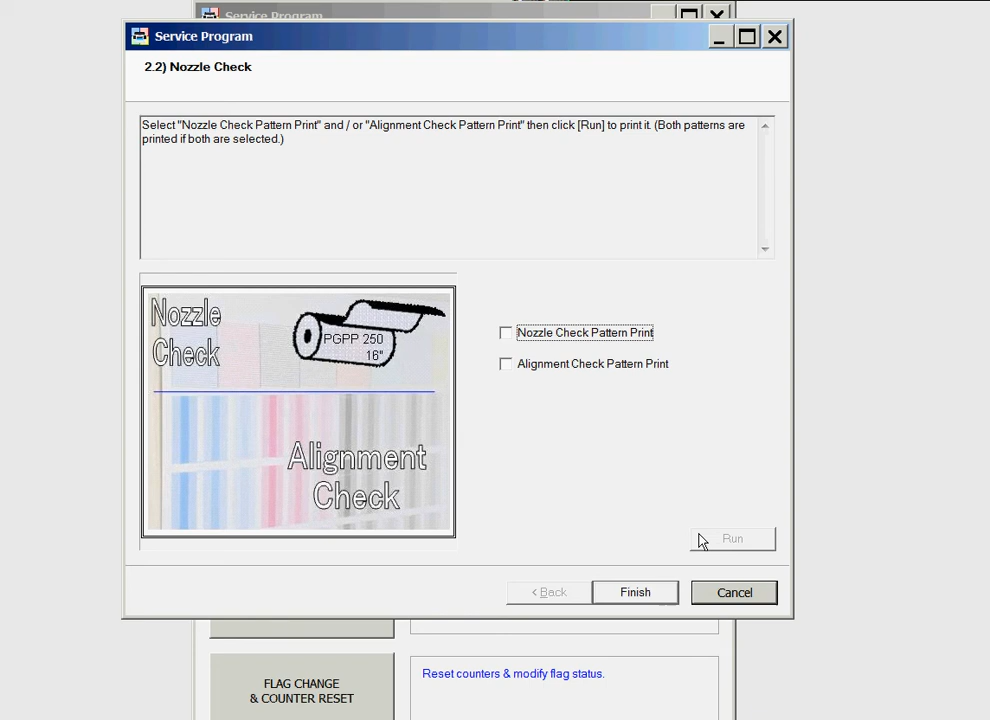 Service Program
Service Program
2.2) Nozzle Check
Select "Nozzle Check Pattern Print" and / or "Alignment Check Pattern Print" then click [Run] to print it. (Both patterns are
printed if both are selected.)
Nozzle
Check
PGPP 250
16"
Alignment
Check
Nozzle Check Pattern Print
Alignment Check Pattern Print
Run
< Back
Finish
Cancel
FLAG CHANGE
& COUNTER RESET
Reset counters & modify flag status.